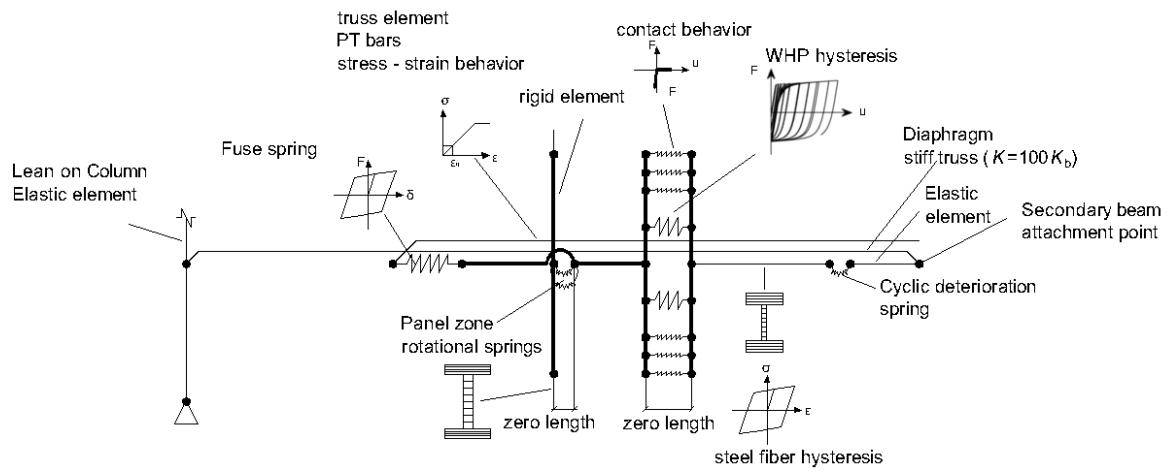 truss element
PT bars
stress - strain behavior
contact behavior
F
u
F
WHP hysteresis
F
u
rigid element
σ
ε
Fuse spring
F
δ
Lean on Column
Elastic element
Diaphragm
stiff truss ( K=100 Kb)
Elastic
element
Secondary beam
attachment point
Cyclic deterioration
spring
Panel zone
rotational springs
zero length
zero length
σ
ε
steel fiber hysteresis